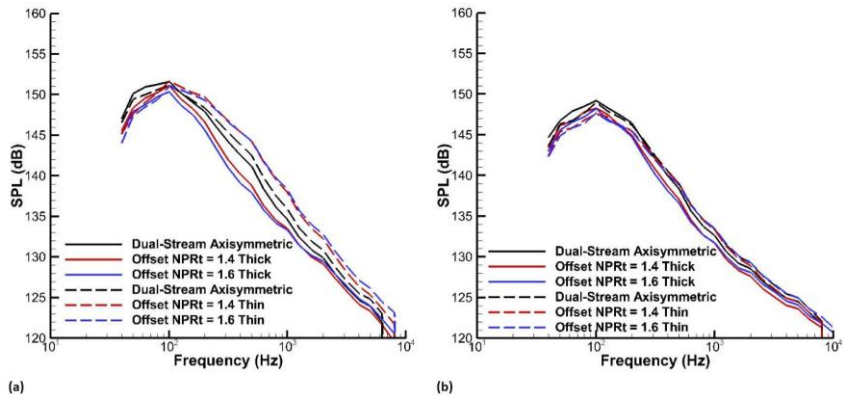 160
155
150
145
140
135
130
125
120
SPL (dB)
Dual-Stream Axisymmetric
Offset NPRt = 1.4 Thick
Offset NPRt = 1.6 Thick
Dual-Stream Axisymmetric
Offset NPRt = 1.4 Thin
Offset NPRt = 1.6 Thin
10¹ 10² 10³ 10⁴
Frequency (Hz)
(a)
160
155
150
145
140
135
130
125
120
SPL (dB)
Dual-Stream Axisymmetric
Offset NPRt = 1.4 Thick
Offset NPRt = 1.6 Thick
Dual-Stream Axisymmetric
Offset NPRt = 1.4 Thin
Offset NPRt = 1.6 Thin
10¹ 10² 10³ 10⁴
Frequency (Hz)
(b)